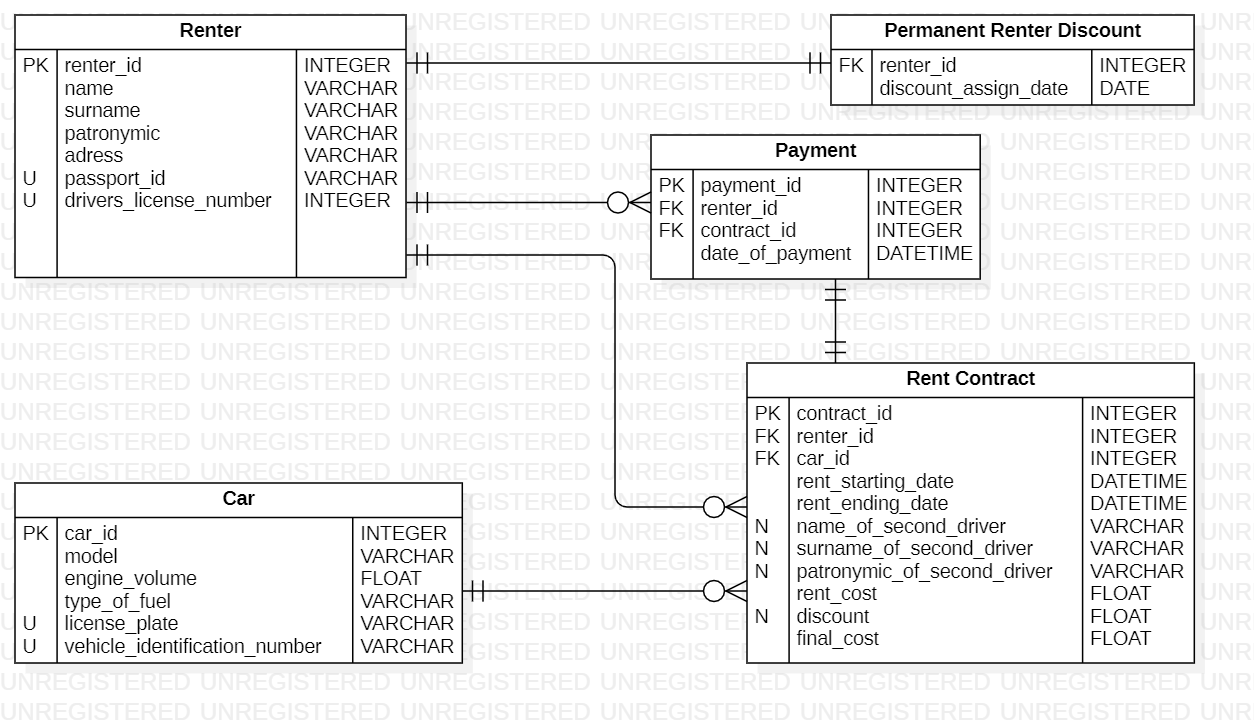 Renter
PK renter_id INTEGER
name VARCHAR
surname VARCHAR
patronymic VARCHAR
adress VARCHAR
U passport_id VARCHAR
U drivers_license_number INTEGER
Permanent Renter Discount
FK renter_id INTEGER
discount_assign_date DATE
Payment
PK payment_id INTEGER
FK renter_id INTEGER
FK contract_id INTEGER
date_of_payment DATETIME
Rent Contract
PK contract_id INTEGER
FK renter_id INTEGER
FK car_id INTEGER
rent_starting_date DATETIME
rent_ending_date DATETIME
N name_of_second_driver VARCHAR
N surname_of_second_driver VARCHAR
N patronymic_of_second_driver VARCHAR
rent_cost FLOAT
N discount FLOAT
final_cost FLOAT
Car
PK car_id INTEGER
model VARCHAR
engine_volume FLOAT
type_of_fuel VARCHAR
U license_plate VARCHAR
U vehicle_identification_number VARCHAR
UNREGISTERED UNREGISTERED UNREGISTERED UNREGISTERED UNREGISTERED UNREGISTERED UNR